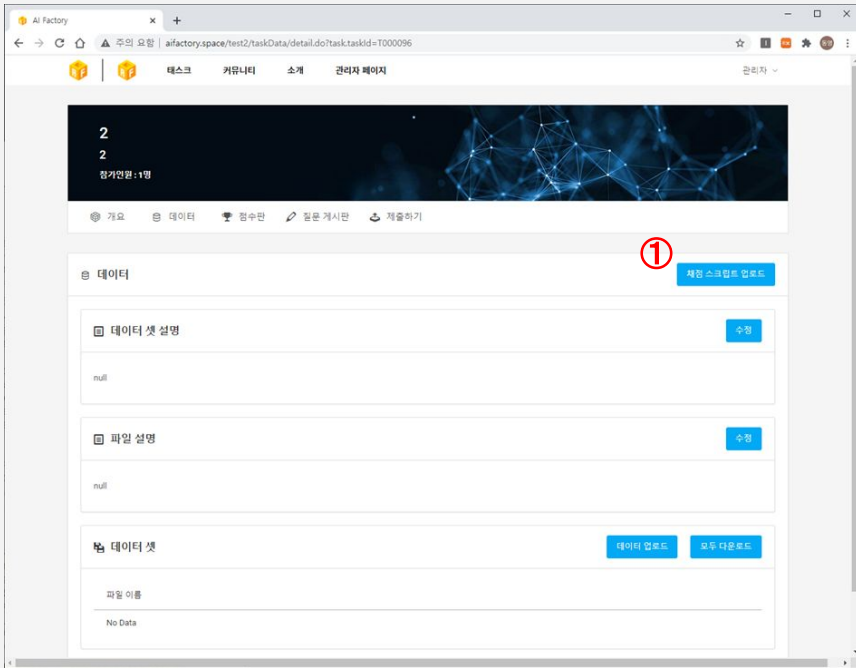 AI Factory
주의 요함 | aifactory.space/test2/taskData/detail.do?task.taskId=T000096
태스크 커뮤니티 소개 관리자 페이지 관리자
2
2
참가인원 : 1명
개요 데이터 점수판 질문 게시판 제출하기
①
데이터 채점 스크립트 업로드
데이터 셋 설명 수정
null
파일 설명 수정
null
데이터 셋 데이터 업로드 모두 다운로드
파일 이름
No Data